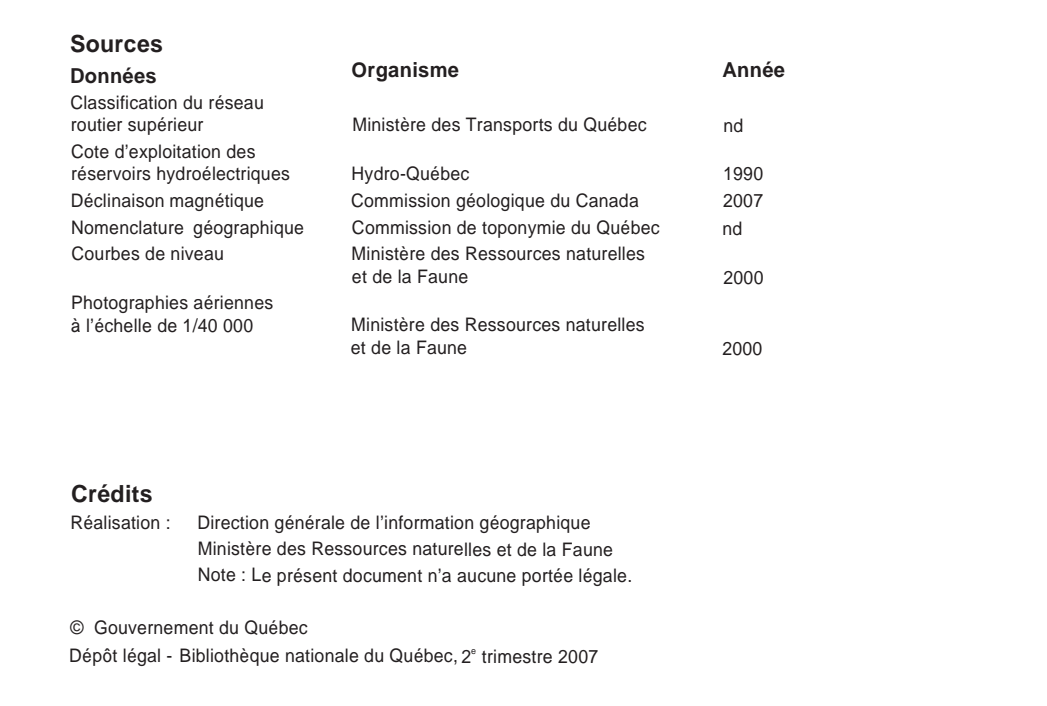 Sources
Données Organisme Année
Classification du réseau
routier supérieur Ministère des Transports du Québec nd
Cote d'exploitation des
réservoirs hydroélectriques Hydro-Québec 1990
Déclinaison magnétique Commission géologique du Canada 2007
Nomenclature géographique Commission de toponymie du Québec nd
Courbes de niveau Ministère des Ressources naturelles
et de la Faune 2000
Photographies aériennes
à l'échelle de 1/40 000 Ministère des Ressources naturelles
et de la Faune 2000
Crédits
Réalisation : Direction générale de l'information géographique
Ministère des Ressources naturelles et de la Faune
Note : Le présent document n'a aucune portée légale.
© Gouvernement du Québec
Dépôt légal - Bibliothèque nationale du Québec, 2e trimestre 2007